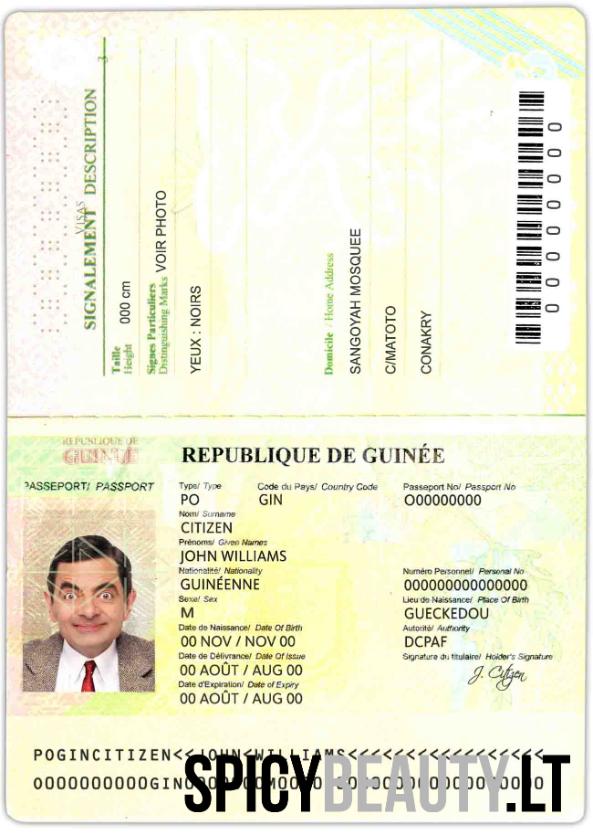 SIGNALEMENT DESCRIPTION
3
VISAS
Taille
Height
000 cm
Signes Particuliers
Distinguishing Marks VOIR PHOTO
YEUX : NOIRS
Domicile / Home Address
SANGOYAH MOSQUEE
C/MATOTO
CONAKRY
000000000
REPUBLIQUE DE
GUINEE
REPUBLIQUE DE GUINÉE
PASSEPORT/ PASSPORT
Type/ Type Code du Pays/ Country Code Passeport No/ Passport No
PO GIN O00000000
Nom/ Surname
CITIZEN
Prénoms/ Given Names
JOHN WILLIAMS
Nationalité/ Nationality Numéro Personnel/ Personal No
GUINÉENNE 000000000000000
Sexe/ Sex Lieu de Naissance/ Place Of Birth
M GUECKEDOU
Date de Naissance/ Date Of Birth Autorité/ Authority
00 NOV / NOV 00 DCPAF
Date de Délivrance/ Date Of Issue Signature du titulaire/ Holder's Signature
00 AOÛT / AUG 00 J. Citizen
Date d'Expiration/ Date of Expiry
00 AOÛT / AUG 00
POGINCITIZEN<<JOHN<WILLIAMS<<<<<<<<<<<<<<<<<
SPICYBEAUTY.LT